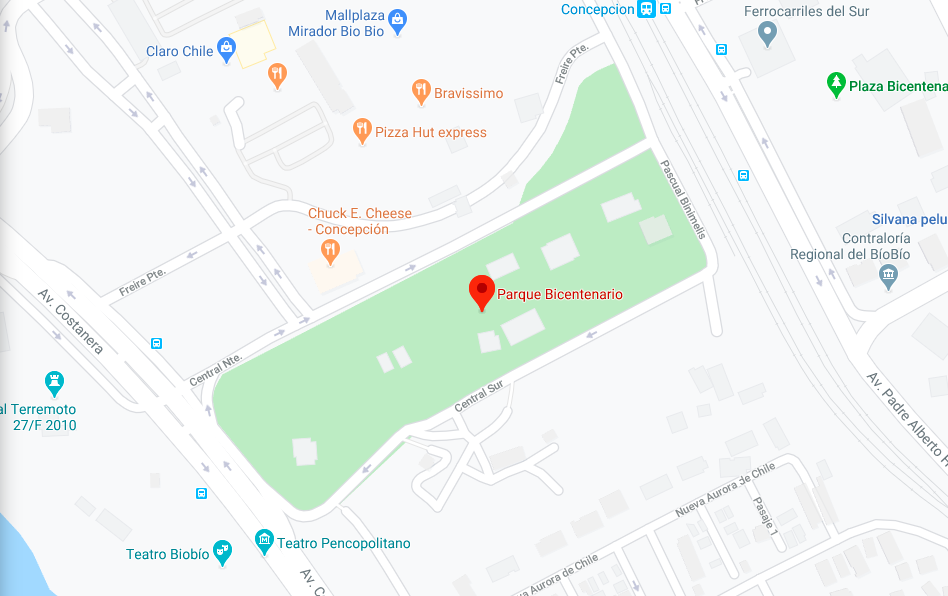 Concepcion
Ferrocarriles del Sur
Mallplaza
Mirador Bio Bio
Claro Chile
Freire Pte.
Bravissimo
Plaza Bicentena
Pizza Hut express
Pascual Binimelis
Chuck E. Cheese
- Concepción
Silvana pelu
Contraloría
Regional del BíoBío
Freire Pte.
Parque Bicentenario
Av. Costanera
Central Nte.
Central Sur
al Terremoto
27/F 2010
Av. Padre Alberto
Nueva Aurora de Chile
Pasaje 1
Teatro Pencopolitano
Teatro Biobío
Av. C
va Aurora de Chile